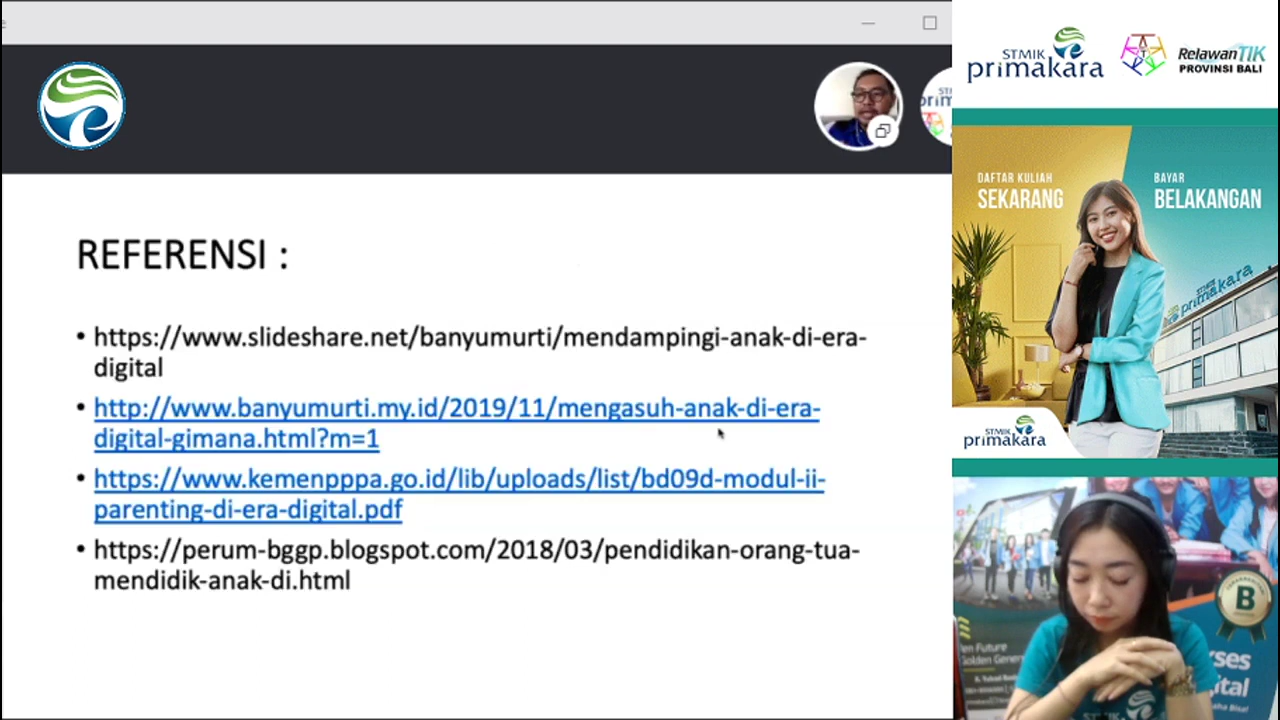 REFERENSI :
• https://www.slideshare.net/banyumurti/mendampingi-anak-di-era-
digital
• http://www.banyumurti.my.id/2019/11/mengasuh-anak-di-era-
digital-gimana.html?m=1
• https://www.kemenpppa.go.id/lib/uploads/list/bd09d-modul-ii-
parenting-di-era-digital.pdf
• https://perum-bggp.blogspot.com/2018/03/pendidikan-orang-tua-
mendidik-anak-di.html
STMIK
primakara
RelawanTIK
PROVINSI BALI
DAFTAR KULIAH
SEKARANG
BAYAR
BELAKANGAN
STMIK
primakara
STMIK
primakara
B
STMIK